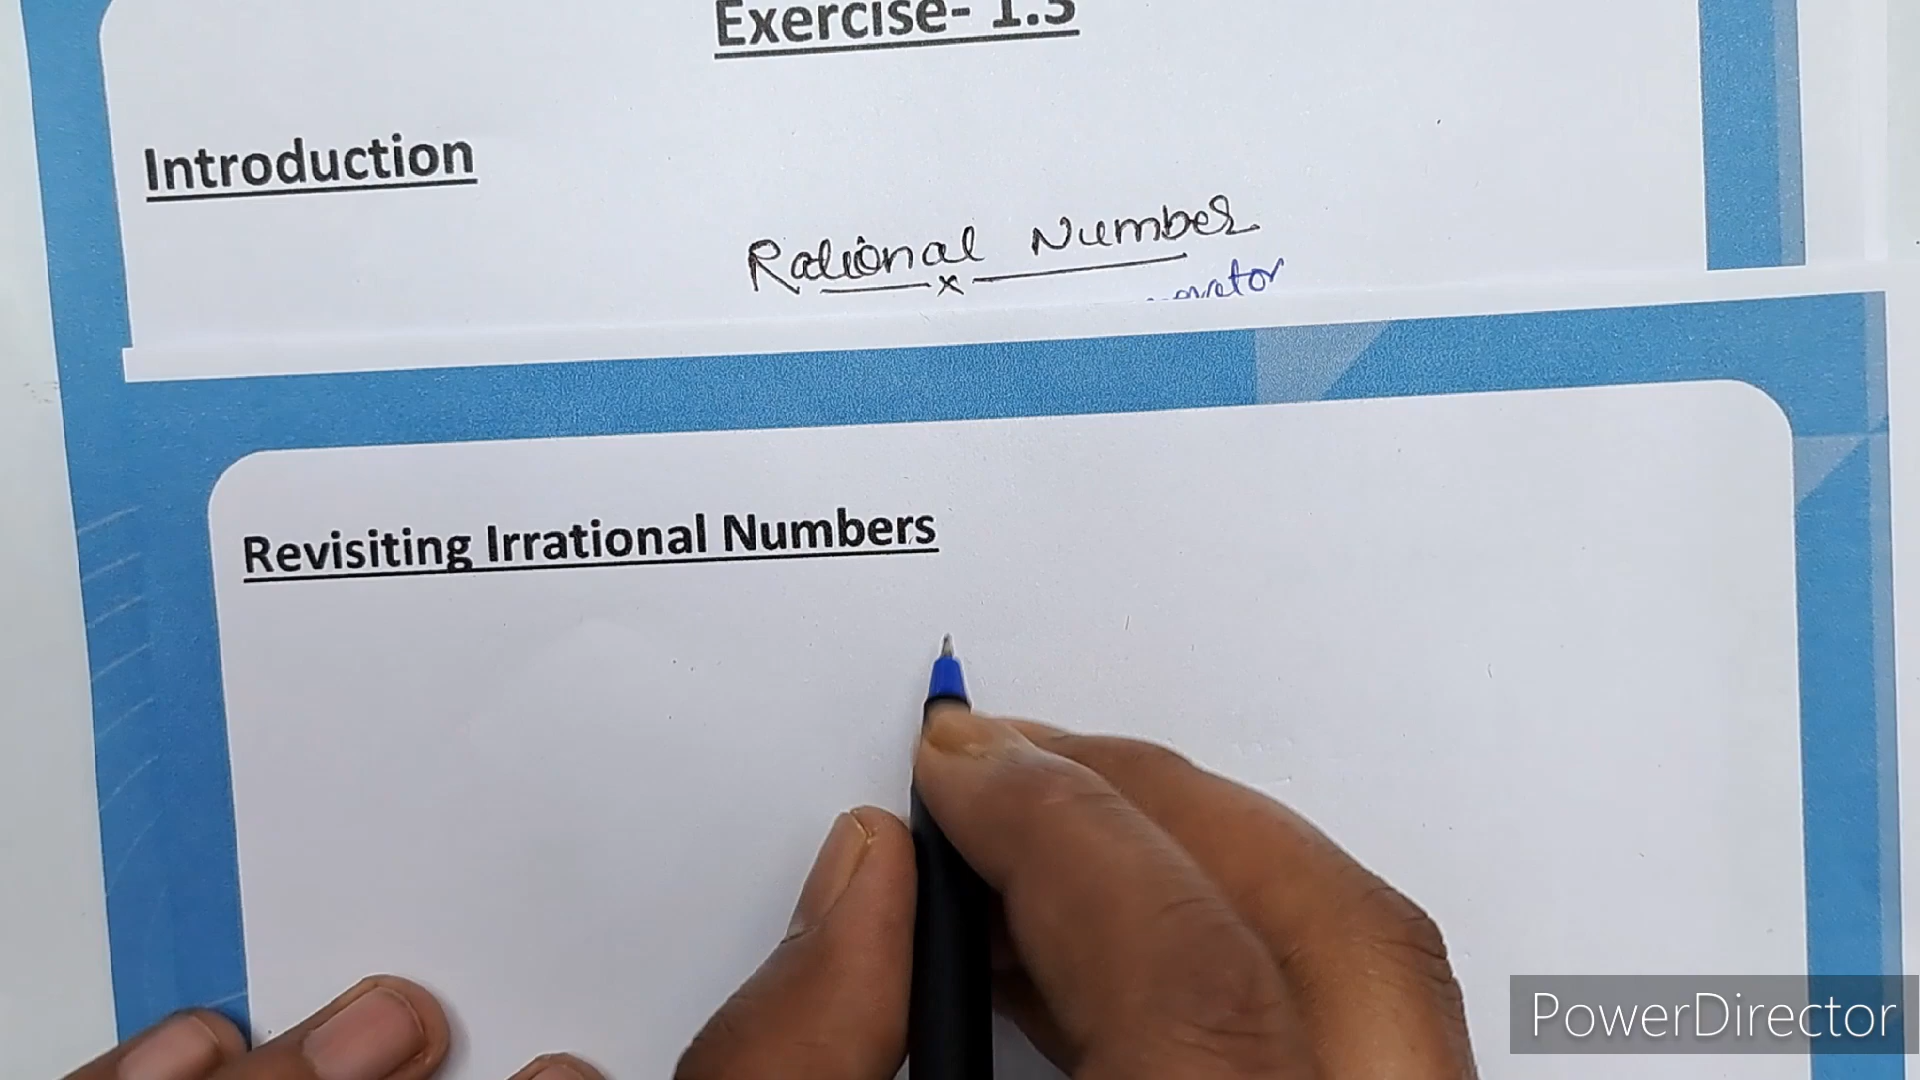 Exercise- 1.3
Introduction
Rational Number
x
Revisiting Irrational Numbers
PowerDirector